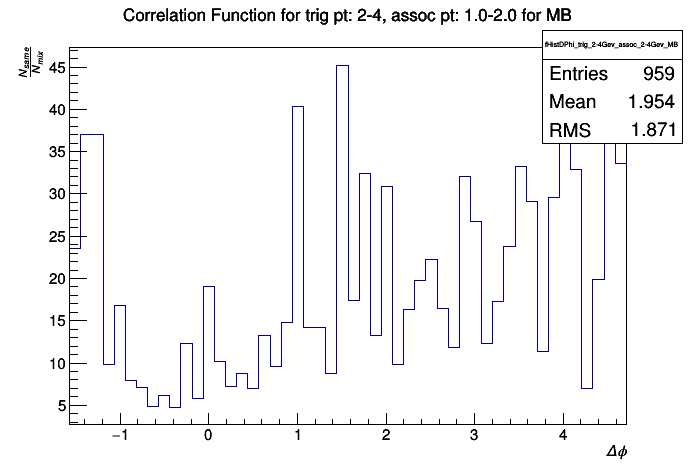 Correlation Function for trig pt: 2-4, assoc pt: 1.0-2.0 for MB
fHistDPhi_trig_2-4Gev_assoc_2-4Gev_MB
Entries 959
Mean 1.954
RMS 1.871
N_same
N_mix
45
40
35
30
25
20
15
10
5
−1 0 1 2 3 4
Δϕ